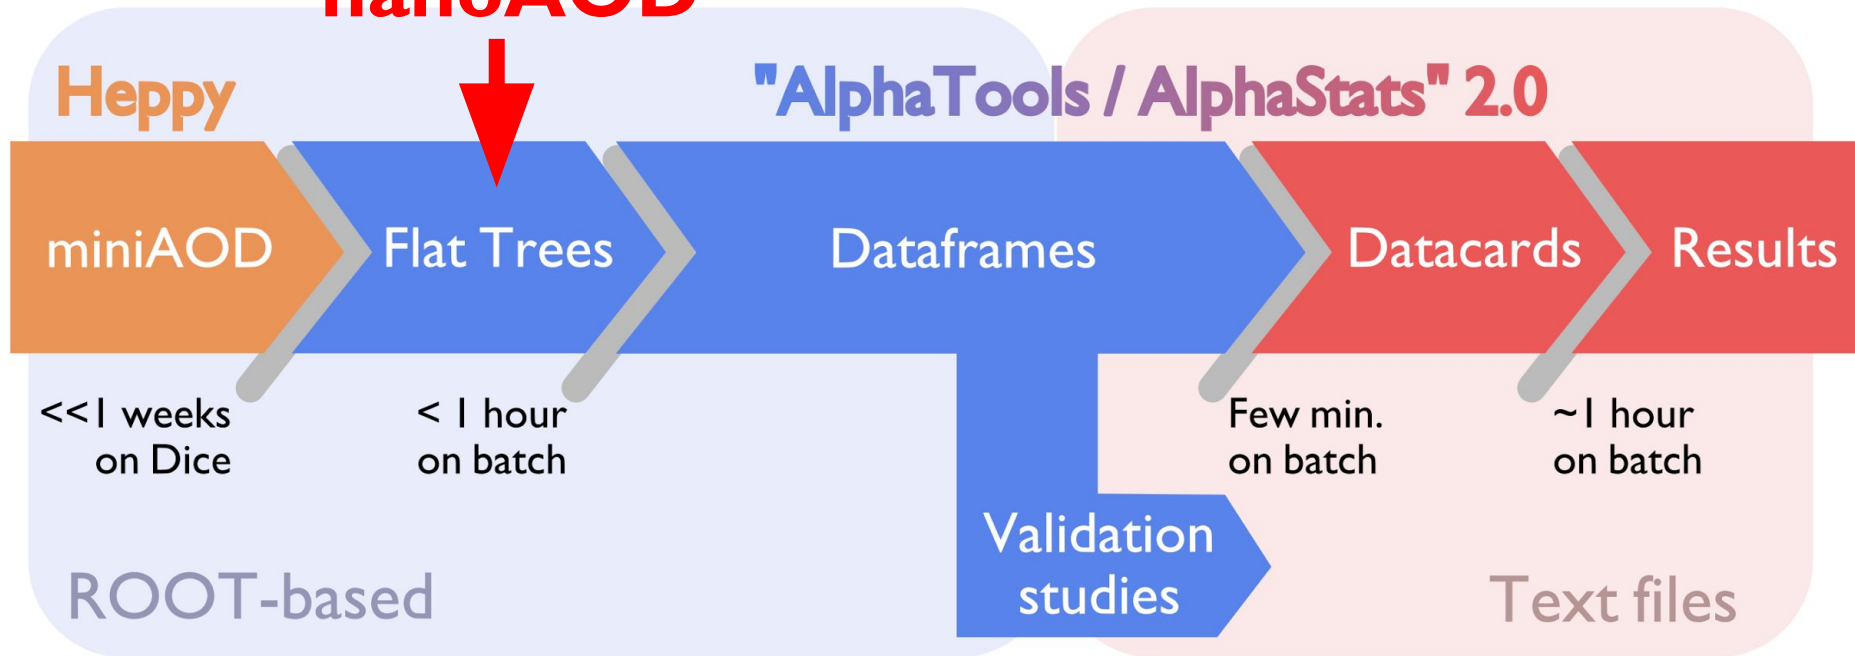 nanoAOD
Heppy
"AlphaTools / AlphaStats" 2.0
miniAOD
Flat Trees
Dataframes
Datacards
Results
<<1 weeks
on Dice
< 1 hour
on batch
Few min.
on batch
~1 hour
on batch
Validation
studies
ROOT-based
Text files